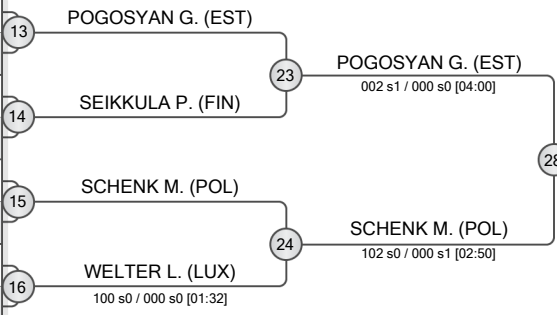 POGOSYAN G. (EST)
13
23
POGOSYAN G. (EST)
002 s1 / 000 s0 [04:00]
SEIKKULA P. (FIN)
14
28
SCHENK M. (POL)
15
24
SCHENK M. (POL)
102 s0 / 000 s1 [02:50]
WELTER L. (LUX)
16
100 s0 / 000 s0 [01:32]